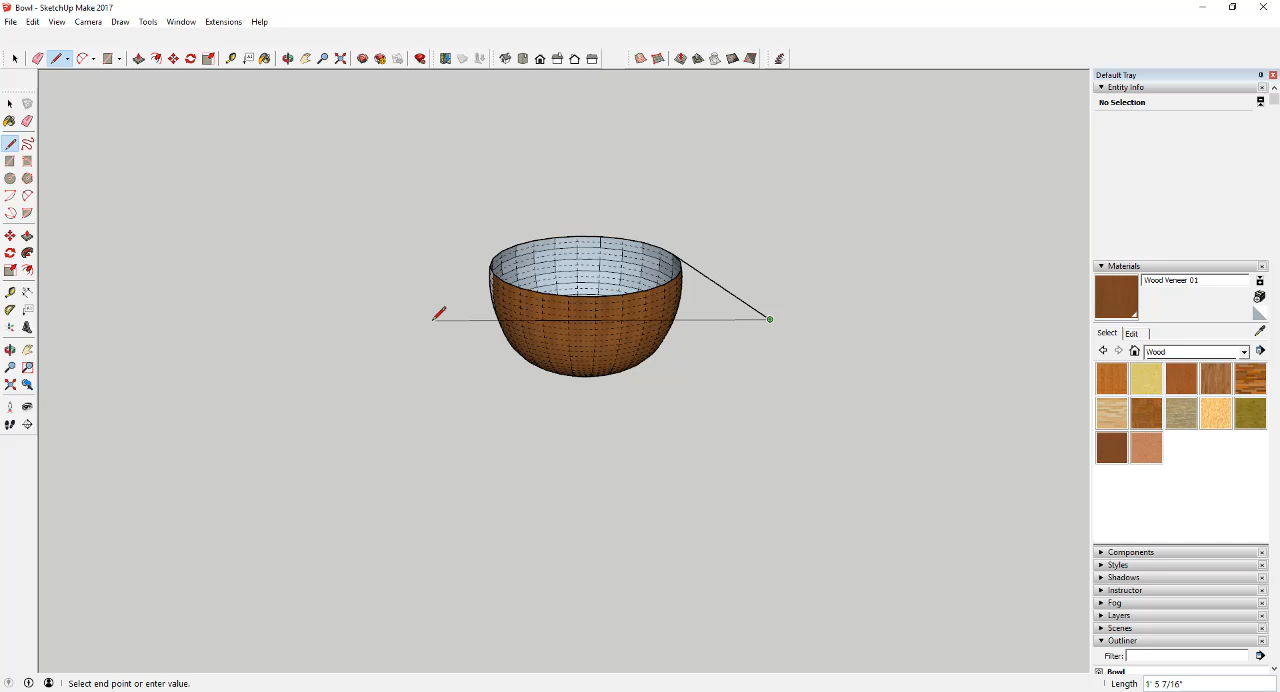 Bowl - SketchUp Make 2017
File Edit View Camera Draw Tools Window Extensions Help
Default Tray
Entity Info
No Selection
Materials
Wood Veneer 01
Select Edit
Wood
Components
Styles
Shadows
Instructor
Fog
Layers
Scenes
Outliner
Filter:
Bowl
Select end point or enter value.
Length 1' 5 7/16"